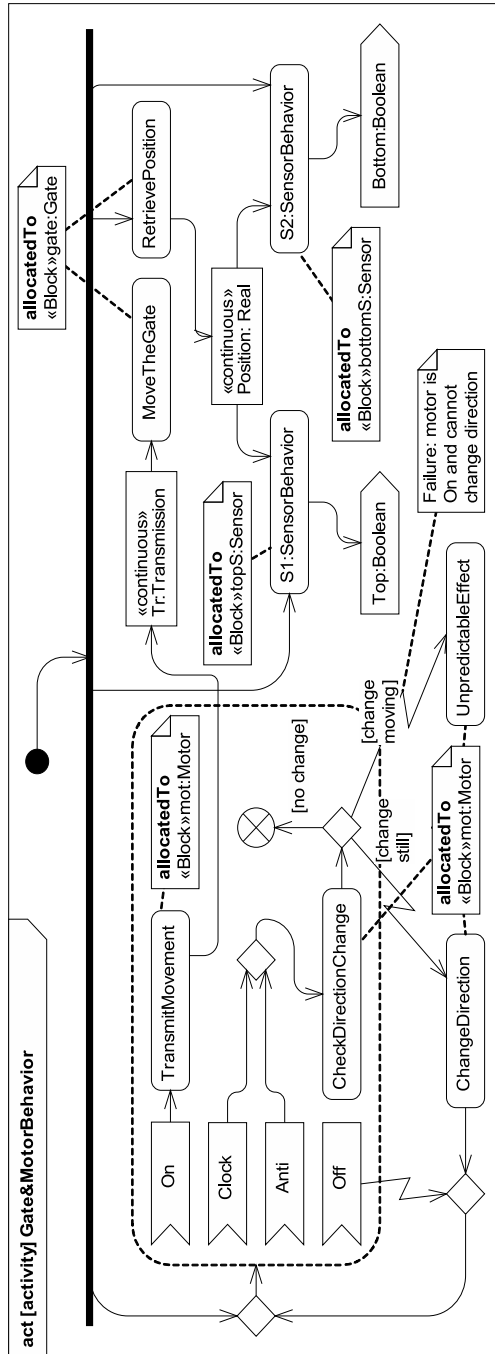 act [activity] Gate&MotorBehavior
allocatedTo
«Block»gate:Gate
On
TransmitMovement
allocatedTo
«Block»mot:Motor
«continuous»
Tr:Transmission
MoveTheGate
RetrievePosition
Clock
Anti
Off
CheckDirectionChange
[no change]
[change
moving]
[change
still]
allocatedTo
«Block»topS:Sensor
«continuous»
Position: Real
S1:SensorBehavior
S2:SensorBehavior
allocatedTo
«Block»bottomS:Sensor
Top:Boolean
Bottom:Boolean
ChangeDirection
allocatedTo
«Block»mot:Motor
UnpredictableEffect
Failure: motor is
On and cannot
change direction